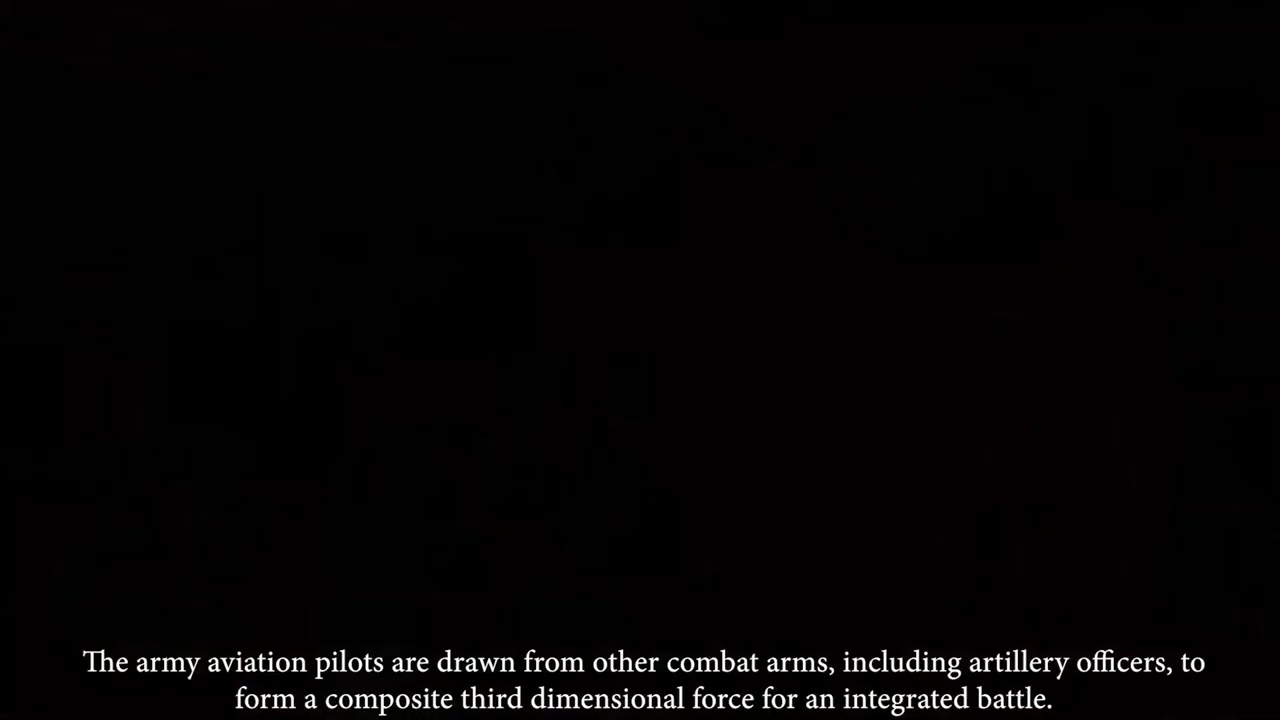 The army aviation pilots are drawn from other combat arms, including artillery officers, to
form a composite third dimensional force for an integrated battle.